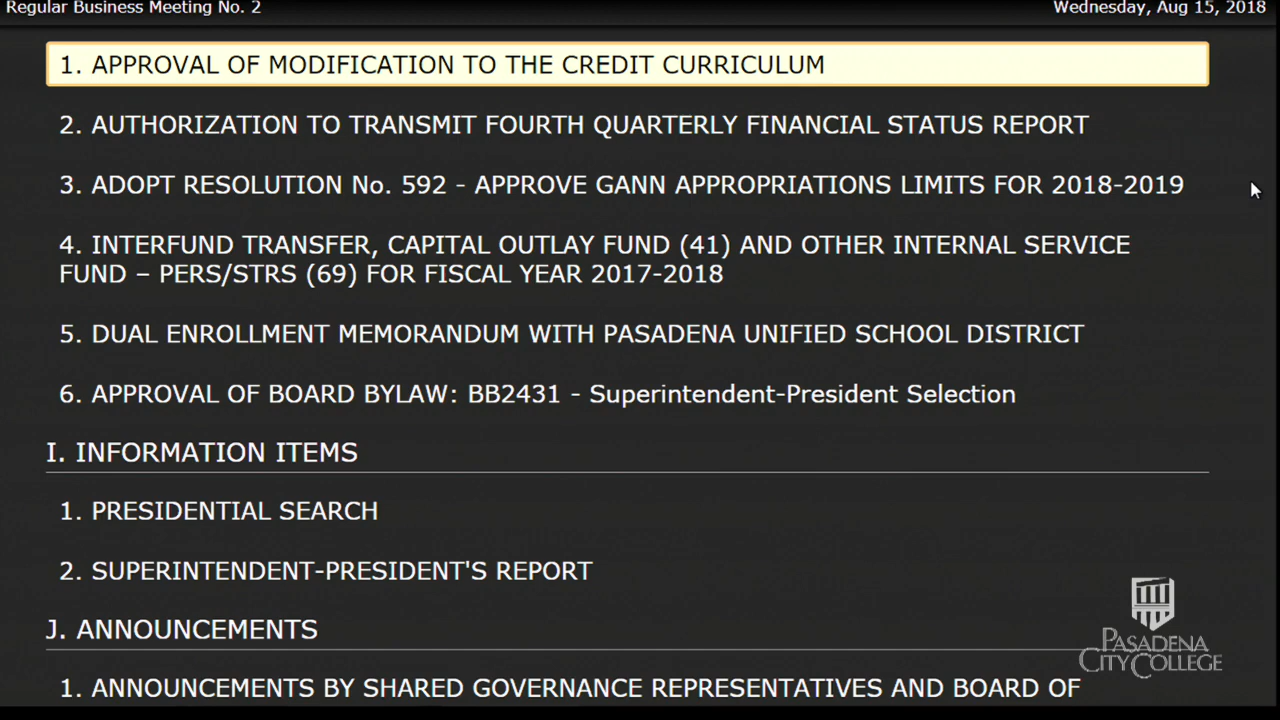 Regular Business Meeting No. 2
Wednesday, Aug 15, 2018
1. APPROVAL OF MODIFICATION TO THE CREDIT CURRICULUM
2. AUTHORIZATION TO TRANSMIT FOURTH QUARTERLY FINANCIAL STATUS REPORT
3. ADOPT RESOLUTION No. 592 - APPROVE GANN APPROPRIATIONS LIMITS FOR 2018-2019
4. INTERFUND TRANSFER, CAPITAL OUTLAY FUND (41) AND OTHER INTERNAL SERVICE
FUND – PERS/STRS (69) FOR FISCAL YEAR 2017-2018
5. DUAL ENROLLMENT MEMORANDUM WITH PASADENA UNIFIED SCHOOL DISTRICT
6. APPROVAL OF BOARD BYLAW: BB2431 - Superintendent-President Selection
I. INFORMATION ITEMS
1. PRESIDENTIAL SEARCH
2. SUPERINTENDENT-PRESIDENT'S REPORT
J. ANNOUNCEMENTS
1. ANNOUNCEMENTS BY SHARED GOVERNANCE REPRESENTATIVES AND BOARD OF
PASADENA
CITY COLLEGE